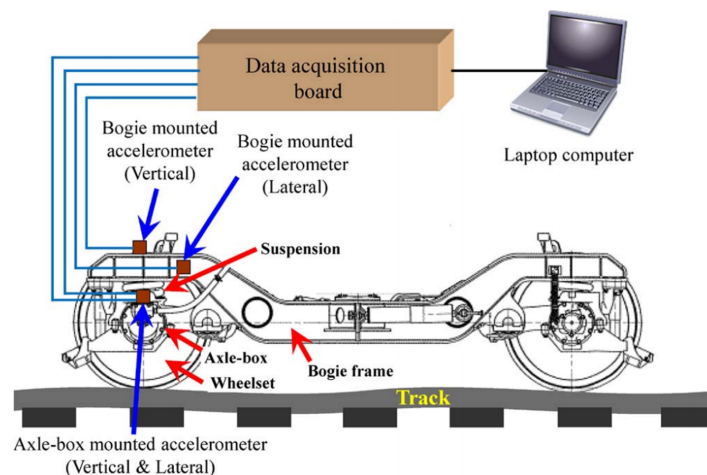 Data acquisition
board
Laptop computer
Bogie mounted
accelerometer
(Vertical)
Bogie mounted
accelerometer
(Lateral)
Suspension
Axle-box
Wheelset
Bogie frame
Track
Axle-box mounted accelerometer
(Vertical & Lateral)